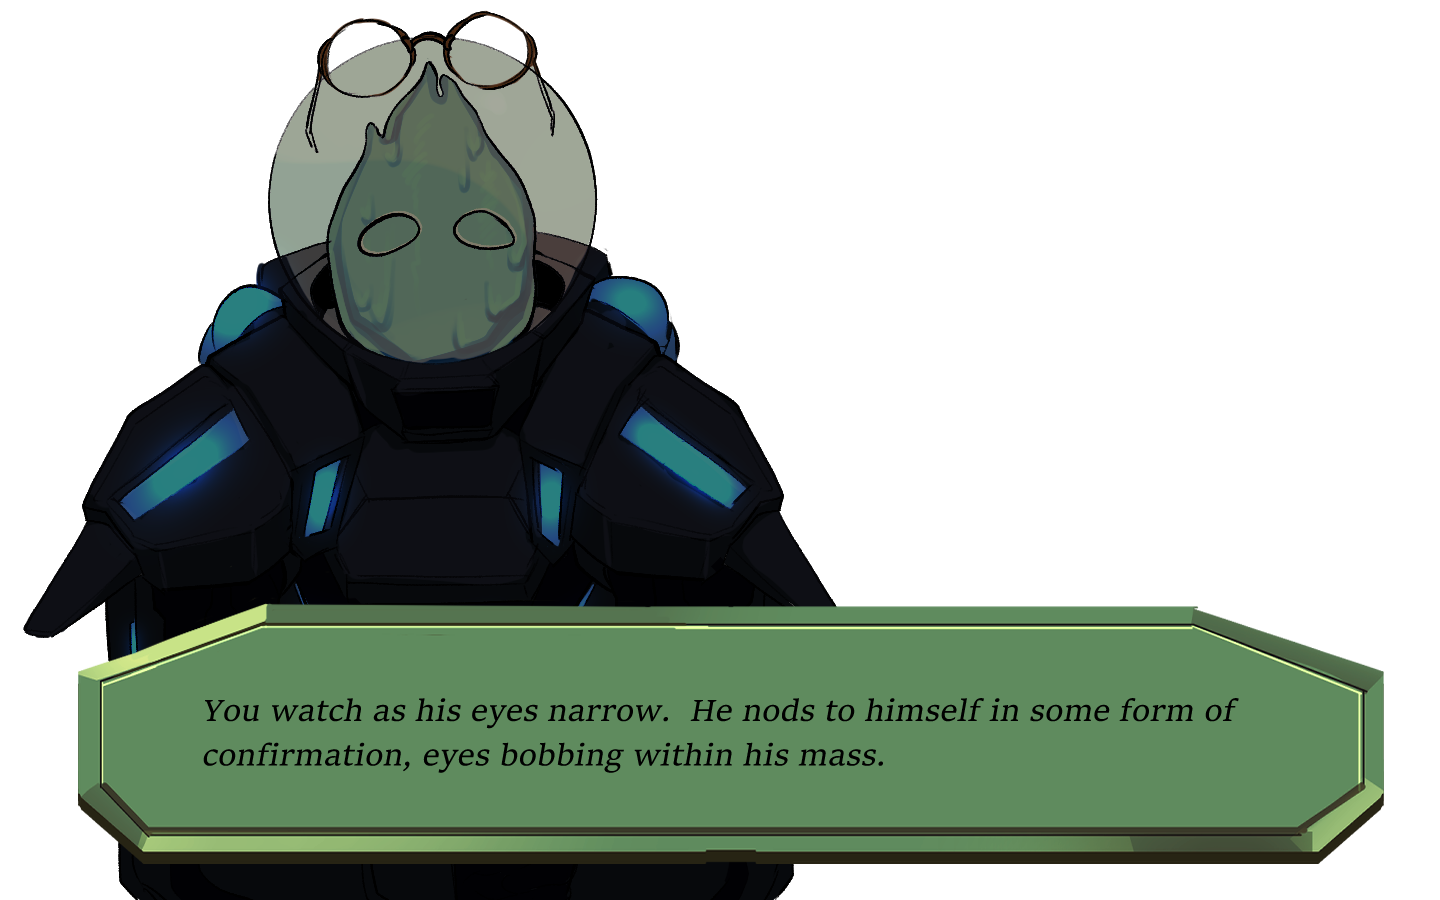 You watch as his eyes narrow.  He nods to himself in some form of
confirmation, eyes bobbing within his mass.